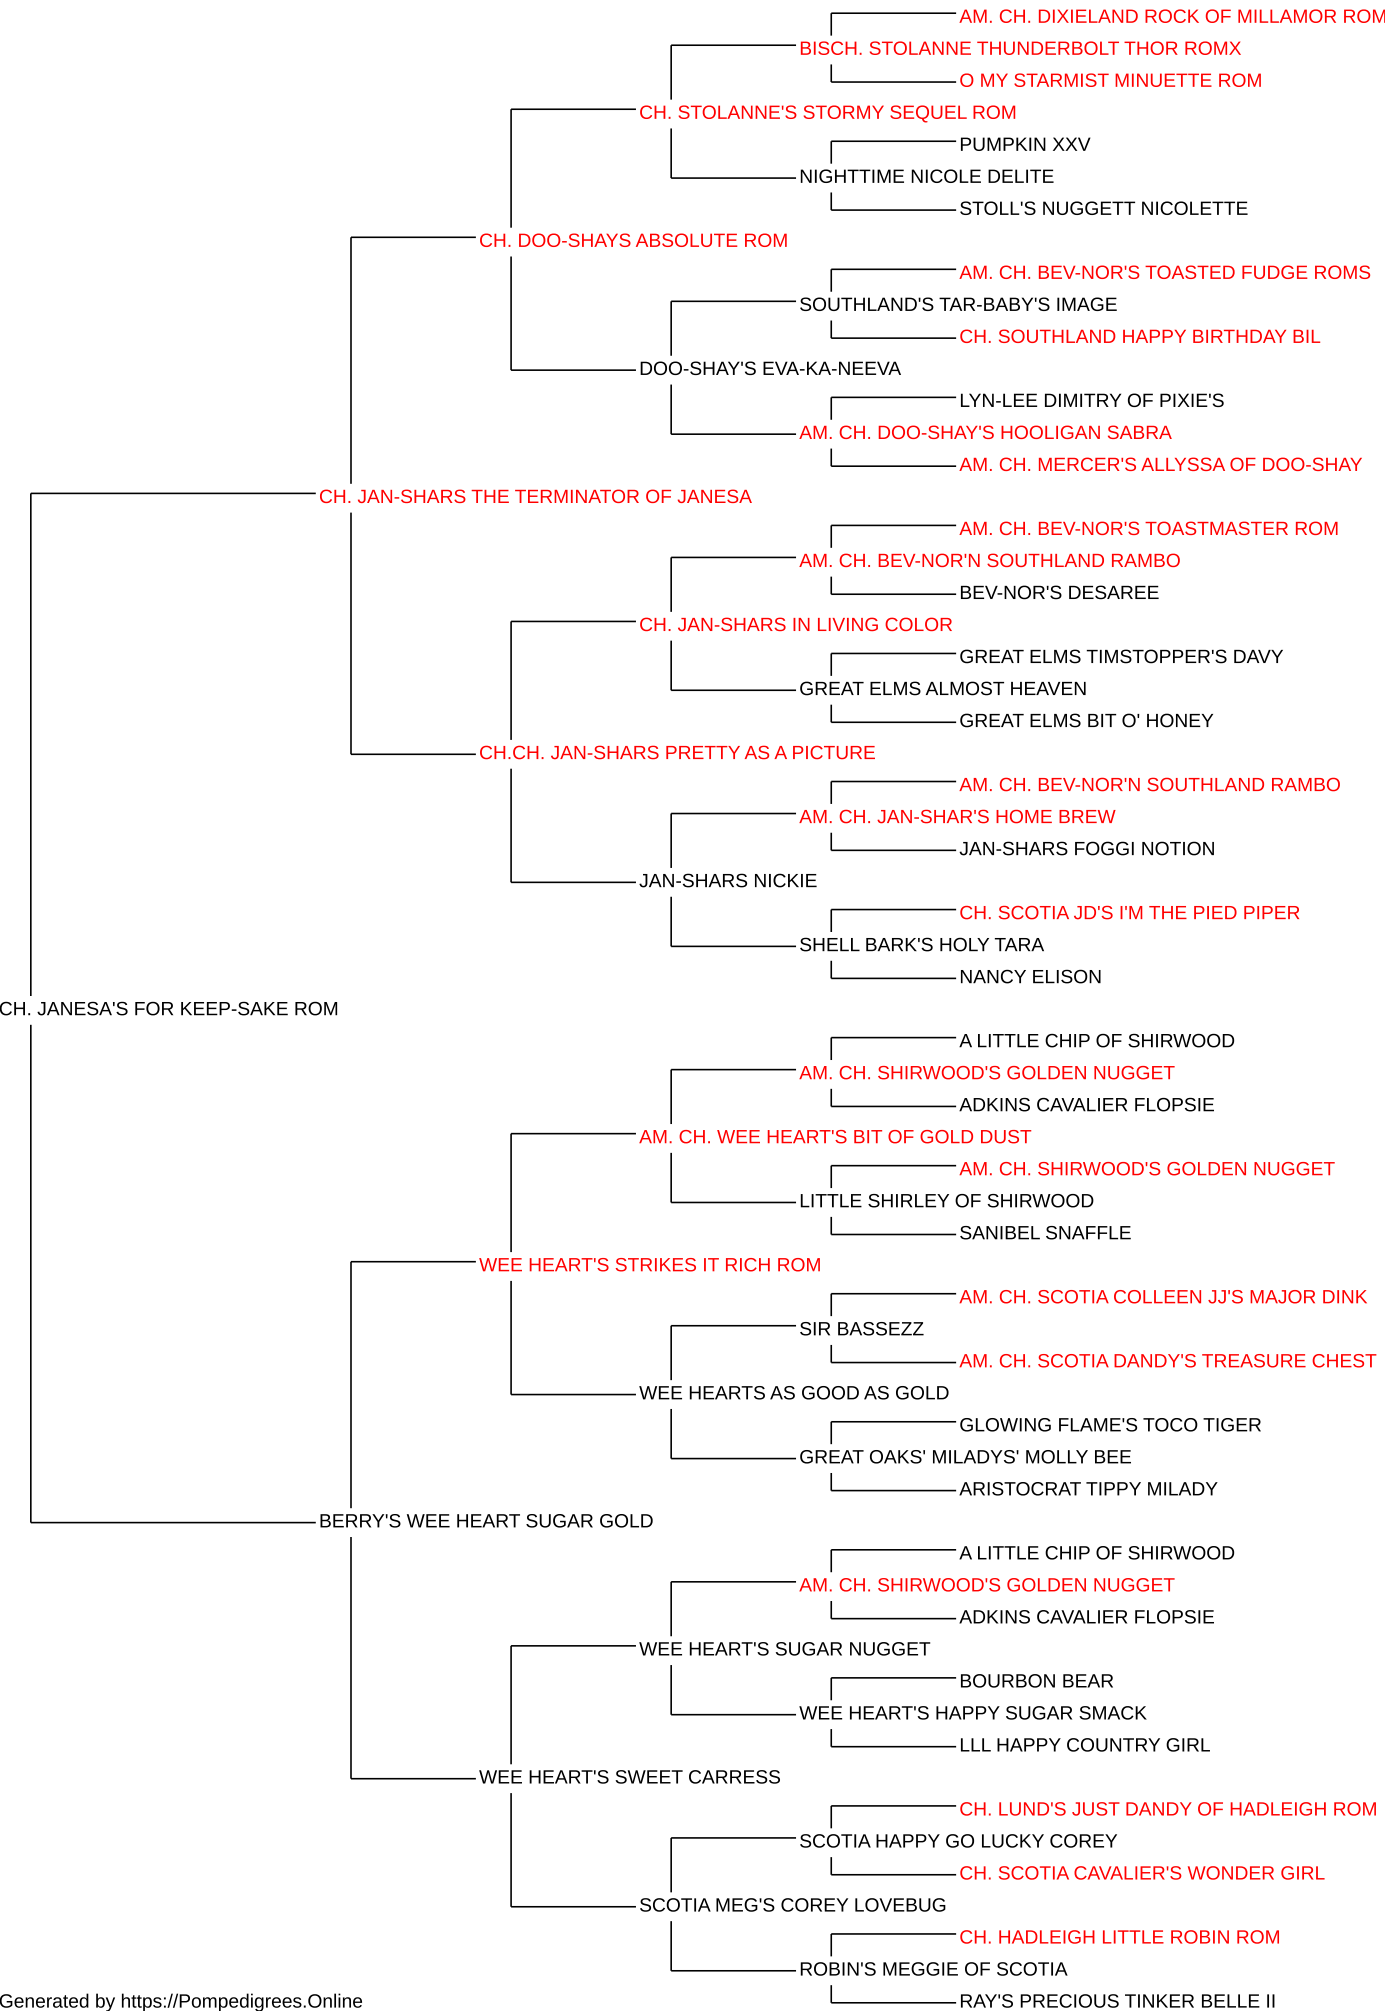 AM. CH. DIXIELAND ROCK OF MILLAMOR ROM
BISCH. STOLANNE THUNDERBOLT THOR ROMX
O MY STARMIST MINUETTE ROM
CH. STOLANNE'S STORMY SEQUEL ROM
PUMPKIN XXV
NIGHTTIME NICOLE DELITE
STOLL'S NUGGETT NICOLETTE
CH. DOO-SHAYS ABSOLUTE ROM
AM. CH. BEV-NOR'S TOASTED FUDGE ROMS
SOUTHLAND'S TAR-BABY'S IMAGE
CH. SOUTHLAND HAPPY BIRTHDAY BIL
DOO-SHAY'S EVA-KA-NEEVA
LYN-LEE DIMITRY OF PIXIE'S
AM. CH. DOO-SHAY'S HOOLIGAN SABRA
AM. CH. MERCER'S ALLYSSA OF DOO-SHAY
CH. JAN-SHARS THE TERMINATOR OF JANESA
AM. CH. BEV-NOR'S TOASTMASTER ROM
AM. CH. BEV-NOR'N SOUTHLAND RAMBO
BEV-NOR'S DESAREE
CH. JAN-SHARS IN LIVING COLOR
GREAT ELMS TIMSTOPPER'S DAVY
GREAT ELMS ALMOST HEAVEN
GREAT ELMS BIT O' HONEY
CH.CH. JAN-SHARS PRETTY AS A PICTURE
AM. CH. BEV-NOR'N SOUTHLAND RAMBO
AM. CH. JAN-SHAR'S HOME BREW
JAN-SHARS FOGGI NOTION
JAN-SHARS NICKIE
CH. SCOTIA JD'S I'M THE PIED PIPER
SHELL BARK'S HOLY TARA
NANCY ELISON
CH. JANESA'S FOR KEEP-SAKE ROM
A LITTLE CHIP OF SHIRWOOD
AM. CH. SHIRWOOD'S GOLDEN NUGGET
ADKINS CAVALIER FLOPSIE
AM. CH. WEE HEART'S BIT OF GOLD DUST
AM. CH. SHIRWOOD'S GOLDEN NUGGET
LITTLE SHIRLEY OF SHIRWOOD
SANIBEL SNAFFLE
WEE HEART'S STRIKES IT RICH ROM
AM. CH. SCOTIA COLLEEN JJ'S MAJOR DINK
SIR BASSEZZ
AM. CH. SCOTIA DANDY'S TREASURE CHEST
WEE HEARTS AS GOOD AS GOLD
GLOWING FLAME'S TOCO TIGER
GREAT OAKS' MILADYS' MOLLY BEE
ARISTOCRAT TIPPY MILADY
BERRY'S WEE HEART SUGAR GOLD
A LITTLE CHIP OF SHIRWOOD
AM. CH. SHIRWOOD'S GOLDEN NUGGET
ADKINS CAVALIER FLOPSIE
WEE HEART'S SUGAR NUGGET
BOURBON BEAR
WEE HEART'S HAPPY SUGAR SMACK
LLL HAPPY COUNTRY GIRL
WEE HEART'S SWEET CARRESS
CH. LUND'S JUST DANDY OF HADLEIGH ROM
SCOTIA HAPPY GO LUCKY COREY
CH. SCOTIA CAVALIER'S WONDER GIRL
SCOTIA MEG'S COREY LOVEBUG
CH. HADLEIGH LITTLE ROBIN ROM
ROBIN'S MEGGIE OF SCOTIA
RAY'S PRECIOUS TINKER BELLE II
Generated by https://Pompedigrees.Online